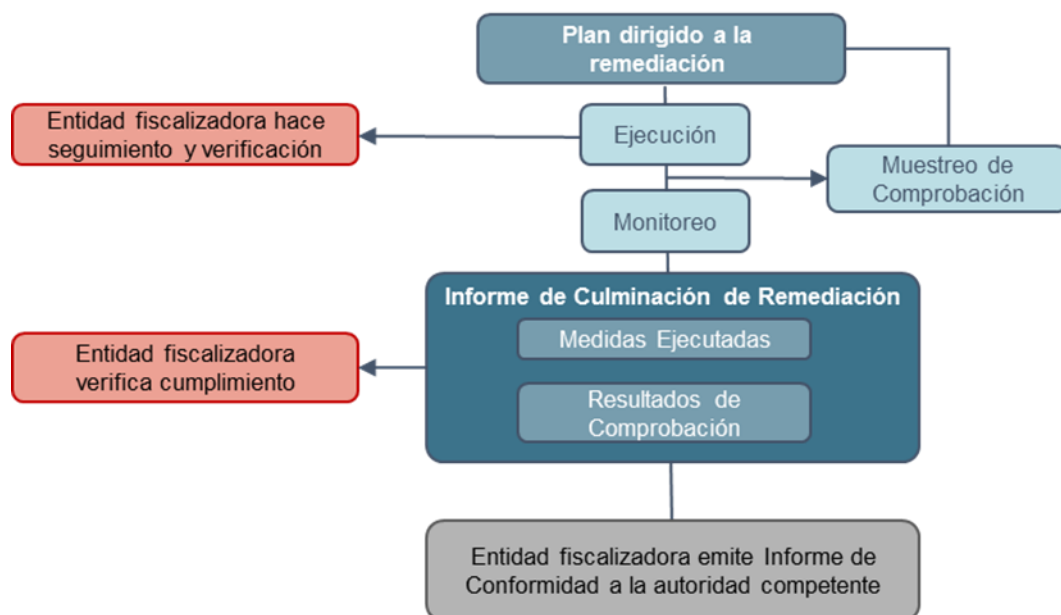 Plan dirigido a la
remediación
Entidad fiscalizadora hace
seguimiento y verificación
Ejecución
Muestreo de
Comprobación
Monitoreo
Informe de Culminación de Remediación
Medidas Ejecutadas
Entidad fiscalizadora
verifica cumplimiento
Resultados de
Comprobación
Entidad fiscalizadora emite Informe de
Conformidad a la autoridad competente